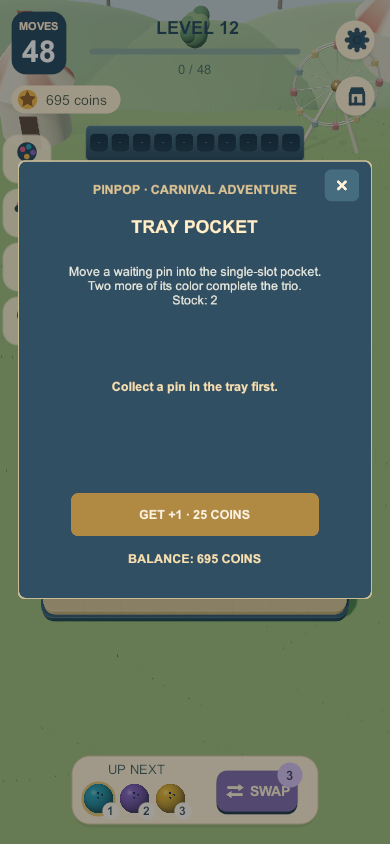 MOVES
48
LEVEL 12
0 / 48
695 coins
PINPOP · CARNIVAL ADVENTURE
×
TRAY POCKET
Move a waiting pin into the single-slot pocket.
Two more of its color complete the trio.
Stock: 2
Collect a pin in the tray first.
GET +1 · 25 COINS
BALANCE: 695 COINS
UP NEXT
1
2
3
SWAP
3